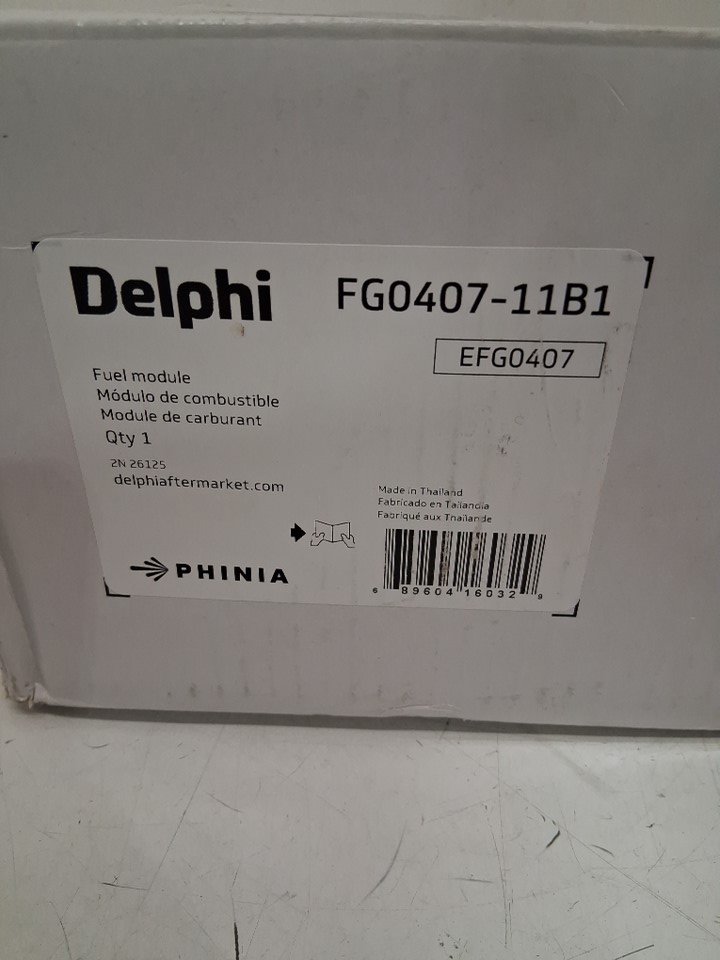 Delphi
FG0407-11B1
EFG0407
Fuel module
Módulo de combustible
Module de carburant
Qty 1
2N 26125
delphiaftermarket.com
Made in Thailand
Fabricado en Tailandia
Fabriqué aux Thaïlande
PHINIA
6 89604 16032 9